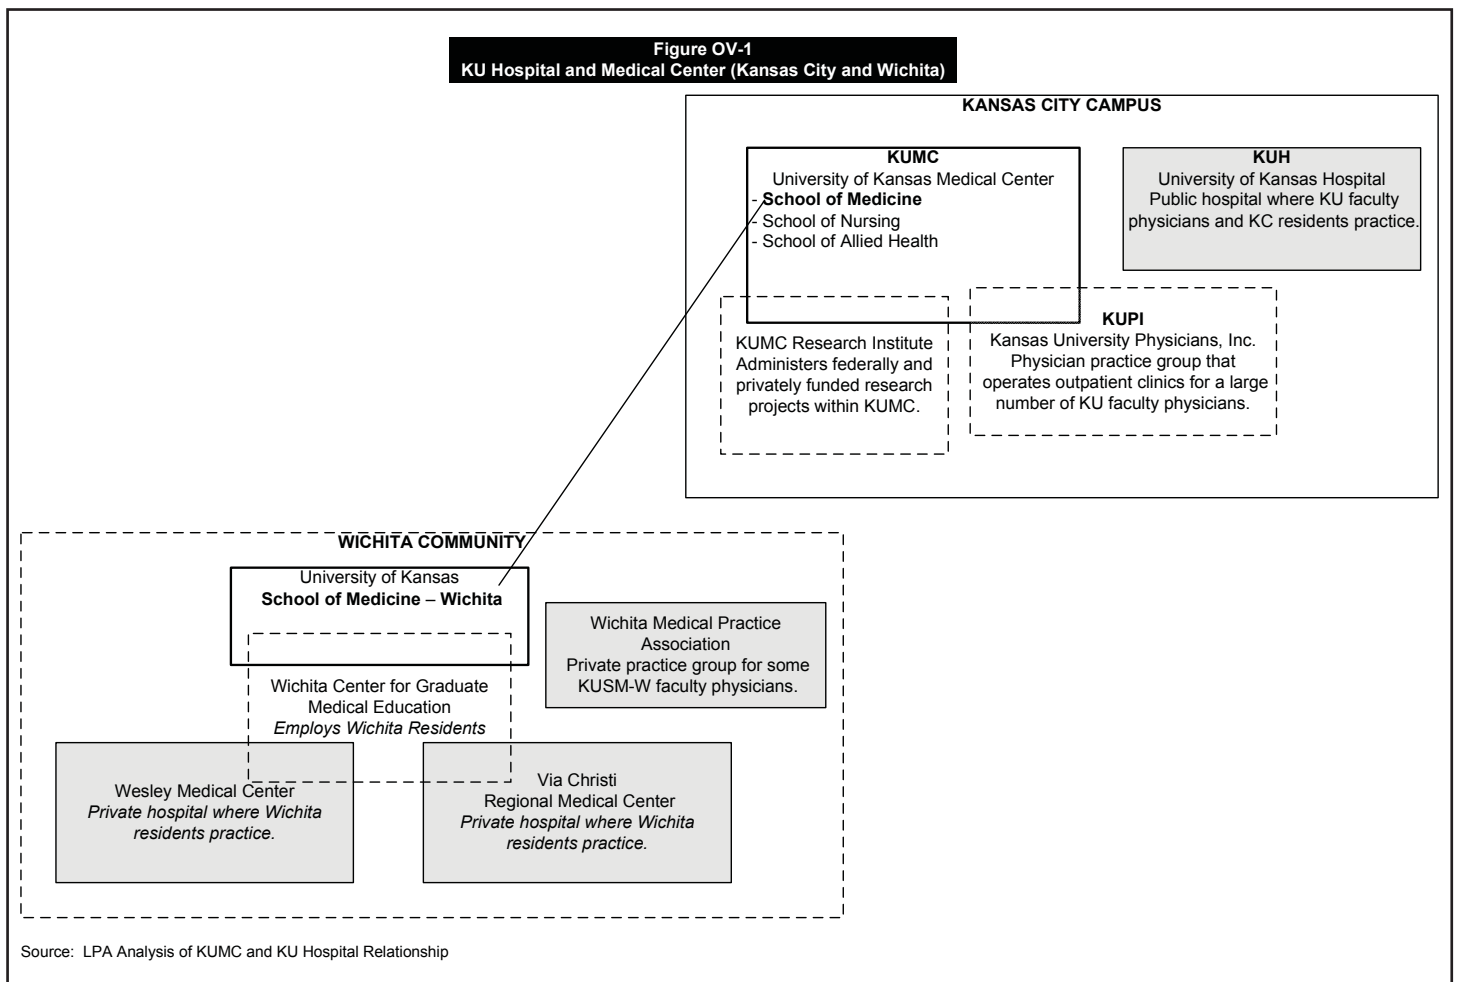 Figure OV-1
KU Hospital and Medical Center (Kansas City and Wichita)
KANSAS CITY CAMPUS
KUMC
University of Kansas Medical Center
- School of Medicine
- School of Nursing
- School of Allied Health
KUH
University of Kansas Hospital
Public hospital where KU faculty
physicians and KC residents practice.
KUMC Research Institute
Administers federally and
privately funded research
projects within KUMC.
KUPI
Kansas University Physicians, Inc.
Physician practice group that
operates outpatient clinics for a large
number of KU faculty physicians.
WICHITA COMMUNITY
University of Kansas
School of Medicine – Wichita
Wichita Medical Practice
Association
Private practice group for some
KUSM-W faculty physicians.
Wichita Center for Graduate
Medical Education
Employs Wichita Residents
Wesley Medical Center
Private hospital where Wichita
residents practice.
Via Christi
Regional Medical Center
Private hospital where Wichita
residents practice.
Source:  LPA Analysis of KUMC and KU Hospital Relationship